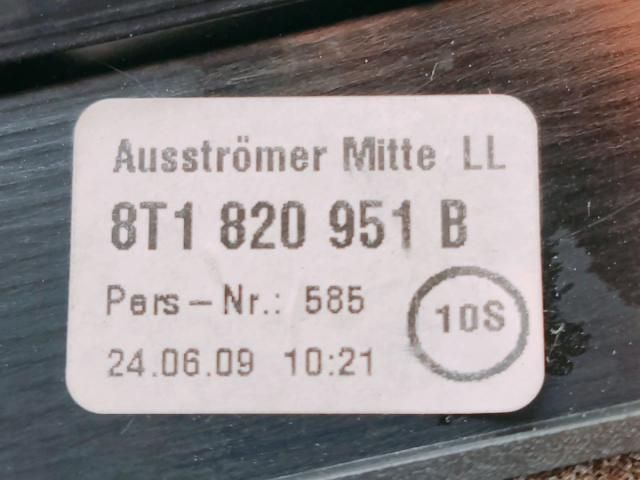 Ausströmer Mitte LL
8T1 820 951 B
Pers-Nr.: 585
10S
24.06.09 10:21